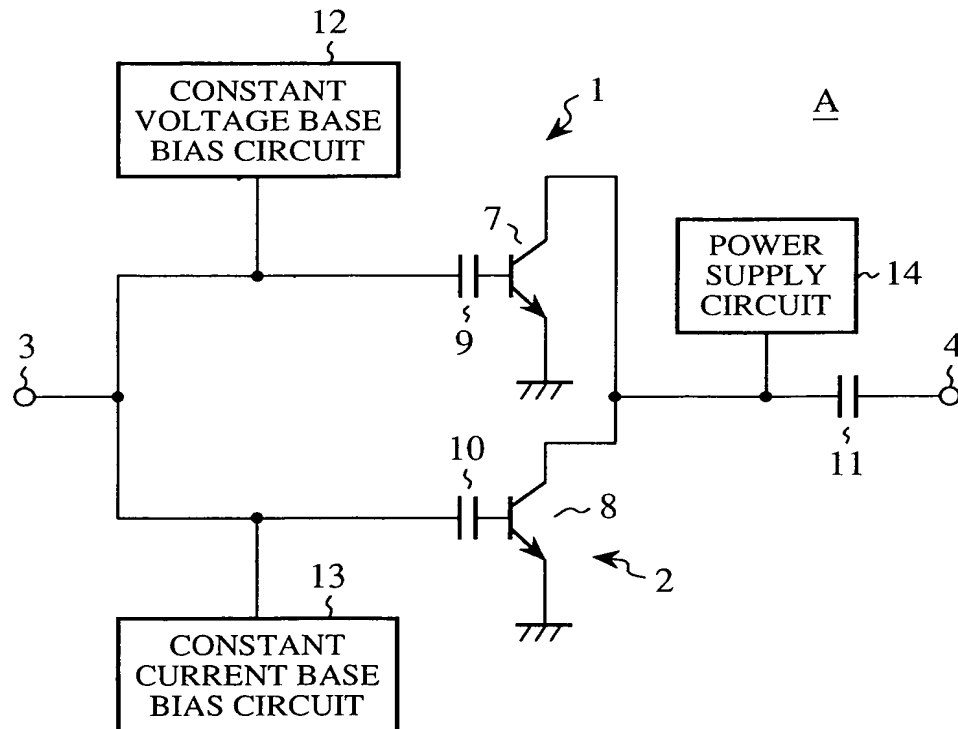 12
CONSTANT
VOLTAGE BASE
BIAS CIRCUIT
1
A
7
POWER
SUPPLY
CIRCUIT
14
9
3
4
10
11
8
2
13
CONSTANT
CURRENT BASE
BIAS CIRCUIT